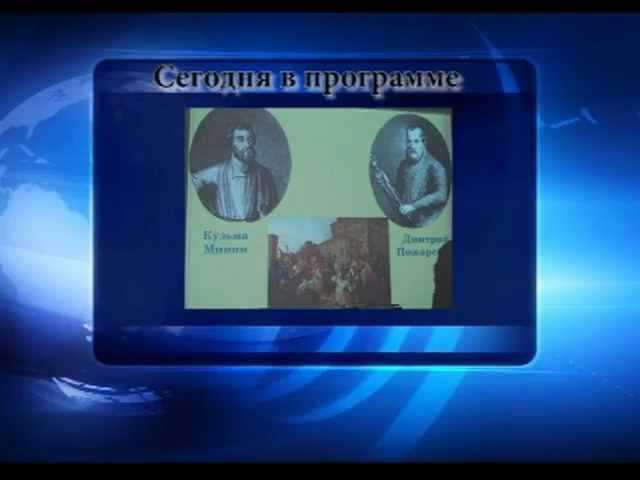 Сегодня в программе
Кузьма
Минин
Дмитрий